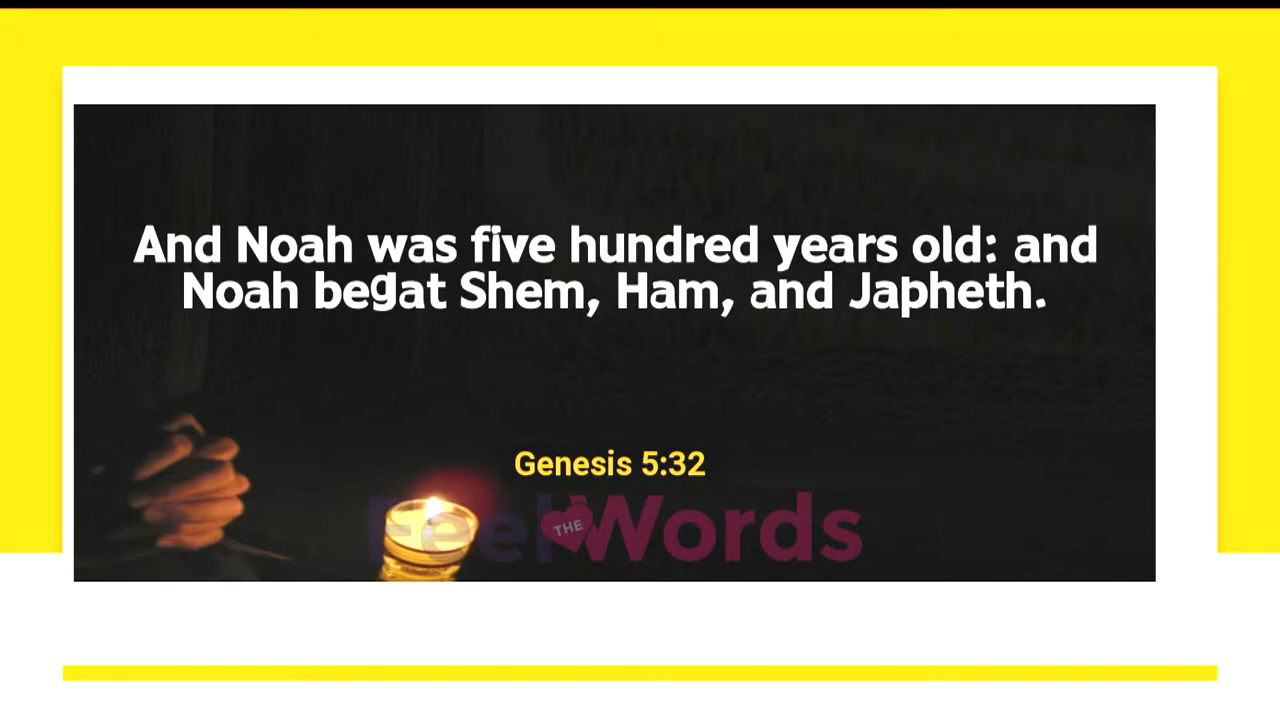 And Noah was five hundred years old: and
Noah begat Shem, Ham, and Japheth.
Genesis 5:32
Feel THE Words